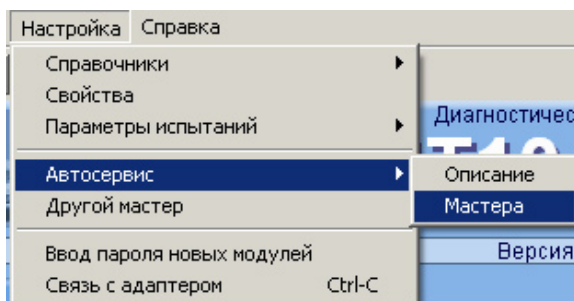 Настройка Справка
Справочники
Свойства
Параметры испытаний
Диагностичес
Автосервис
Описание
Другой мастер
Мастера
Ввод пароля новых модулей
Версия
Связь с адаптером Ctrl-C